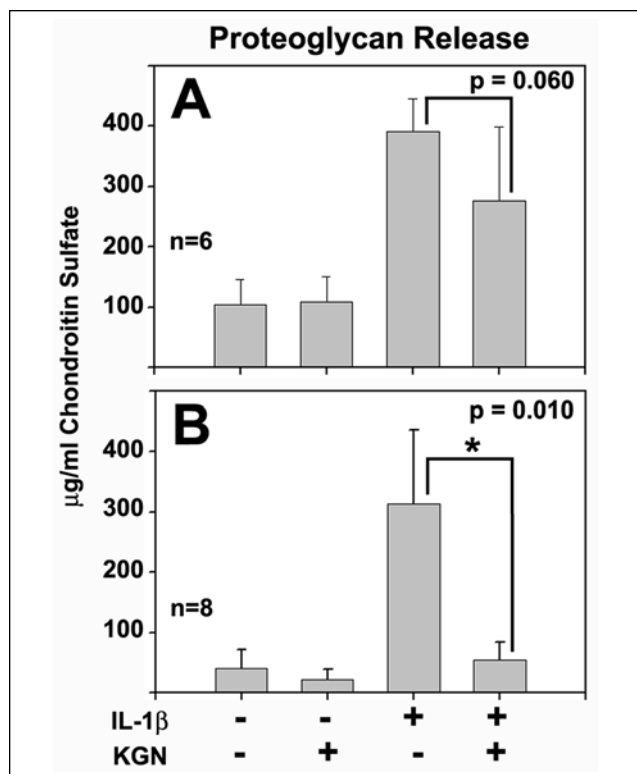 Proteoglycan Release
A
p = 0.060
400
300
n=6
200
100
µg/ml Chondroitin Sulfate
B
p = 0.010
400
*
300
200
n=8
100
IL-1β - - + +
KGN - + - +